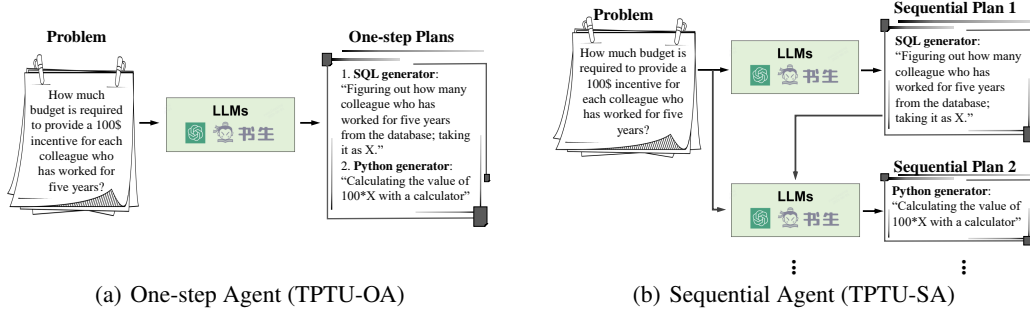 Problem
How much
budget is required
to provide a 100$
incentive for each
colleague who
has worked for
five years?
LLMs
书生
One-step Plans
1. SQL generator:
“Figuring out how many
colleague who has
worked for five years
from the database; taking
it as X.”
2. Python generator:
“Calculating the value of
100*X with a calculator”
(a) One-step Agent (TPTU-OA)
Problem
How much budget is
required to provide a
100$ incentive for
each colleague who
has worked for five
years?
LLMs
书生
Sequential Plan 1
SQL generator:
“Figuring out how many
colleague who has
worked for five years
from the database;
taking it as X.”
LLMs
书生
Sequential Plan 2
Python generator:
“Calculating the value of
100*X with a calculator”
(b) Sequential Agent (TPTU-SA)